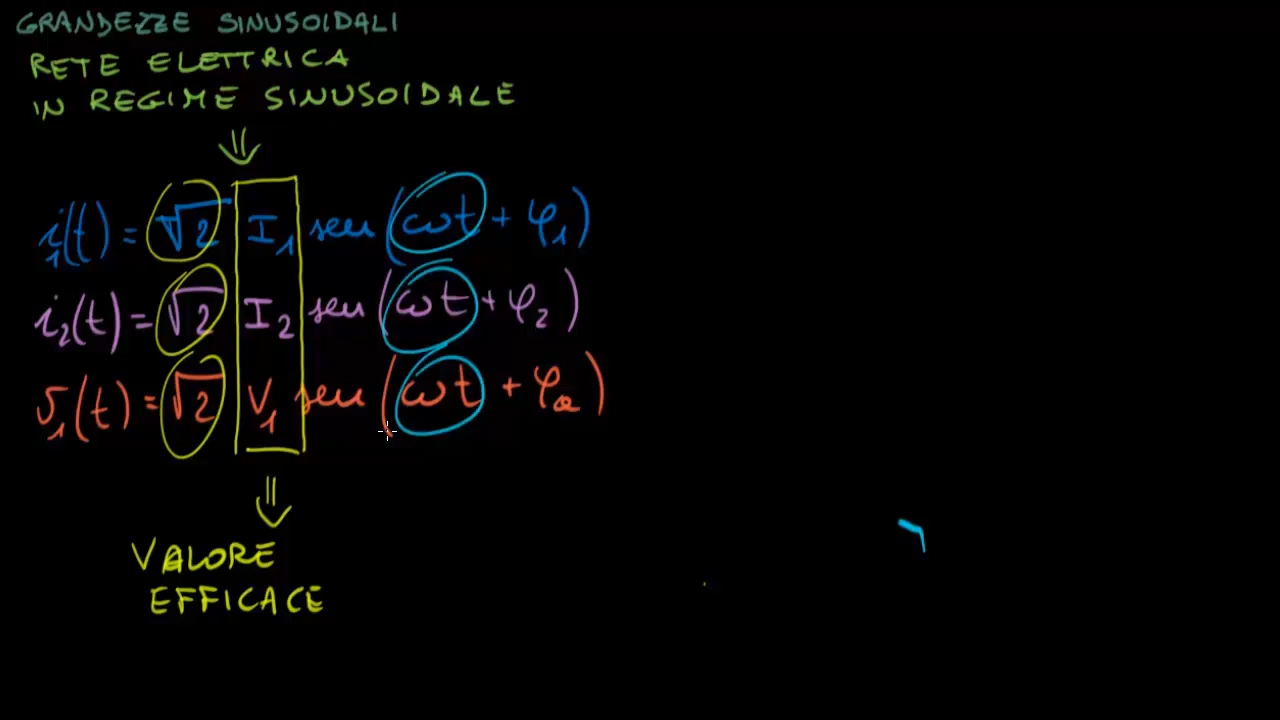 GRANDEZZE SINUSOIDALI
RETE ELETTRICA
IN REGIME SINUSOIDALE
⇓
i₁(t) = √2 I₁ sen (ωt + φ₁)
i₂(t) = √2 I₂ sen (ωt + φ₂)
v₁(t) = √2 V₁ sen (ωt + φₐ)
⇓
VALORE
EFFICACE